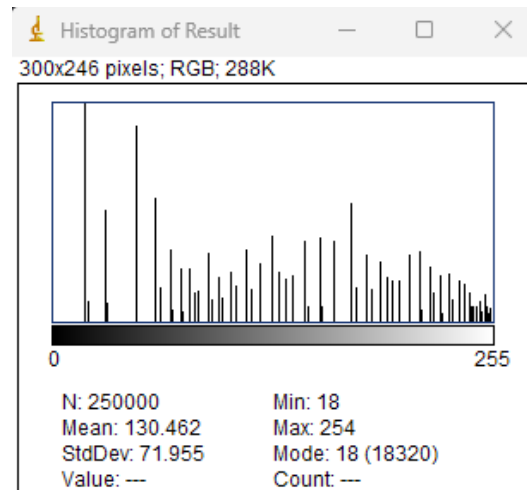 Histogram of Result
300x246 pixels; RGB; 288K
0 255
N: 250000 Min: 18
Mean: 130.462 Max: 254
StdDev: 71.955 Mode: 18 (18320)
Value: --- Count: ---